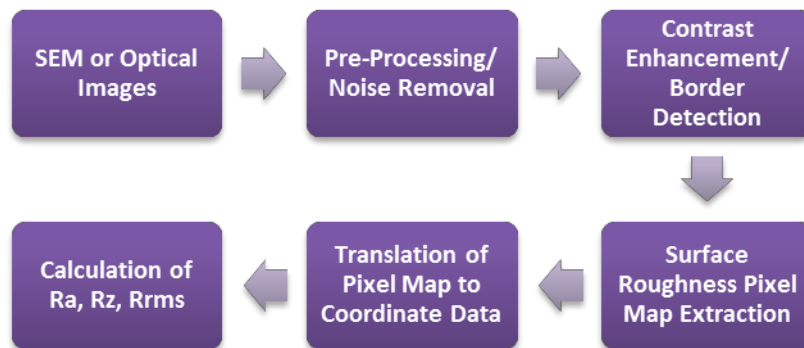 SEM or Optical
Images
Pre-Processing/
Noise Removal
Contrast
Enhancement/
Border
Detection
Surface
Roughness Pixel
Map Extraction
Translation of
Pixel Map to
Coordinate Data
Calculation of
Ra, Rz, Rrms